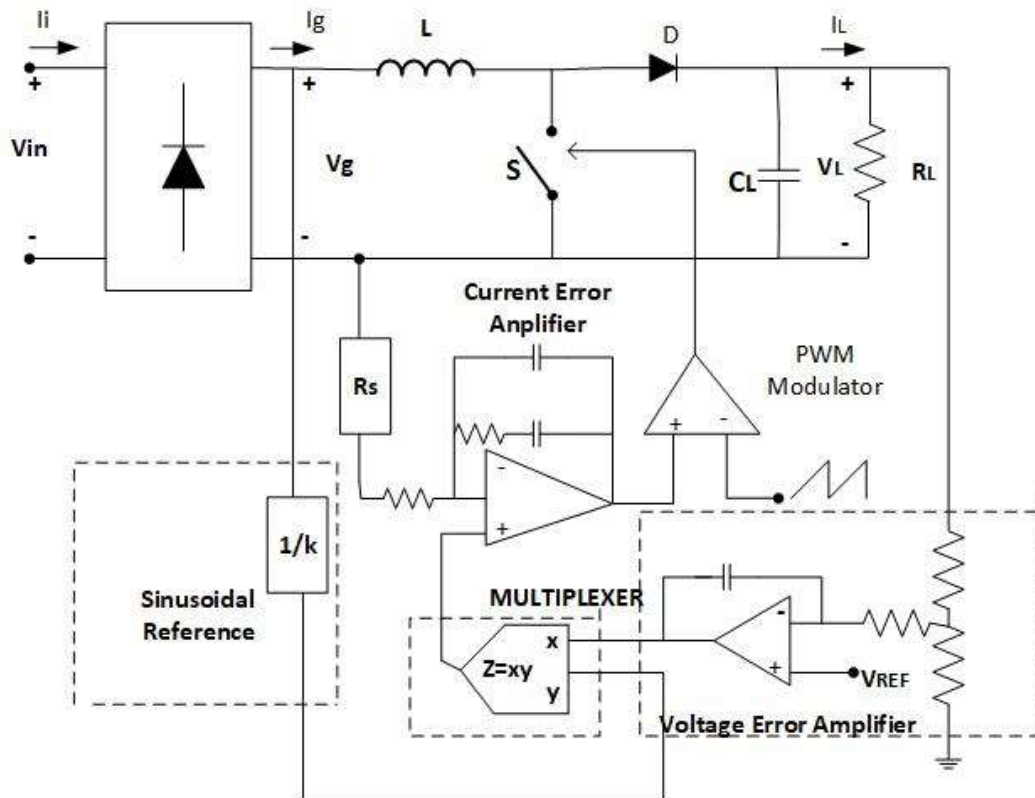 Ii
Ig
L
D
IL
+
+
+
Vin
Vg
S
CL
VL
RL
-
-
-
Current Error
Anplifier
PWM
Modulator
Rs
+
-
-
+
1/k
Sinusoidal
Reference
MULTIPLEXER
x
Z=xy
y
-
+
VREF
Voltage Error Amplifier